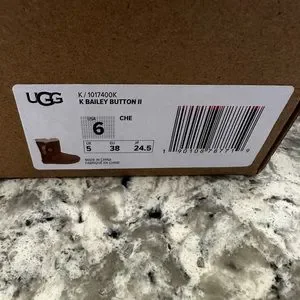 UGG
K / 1017400K
K BAILEY BUTTON II
USA
6
CHE
UK
EU
JP
5
38
24.5
MADE IN CHINA
FABRIQUÉ EN CHINE